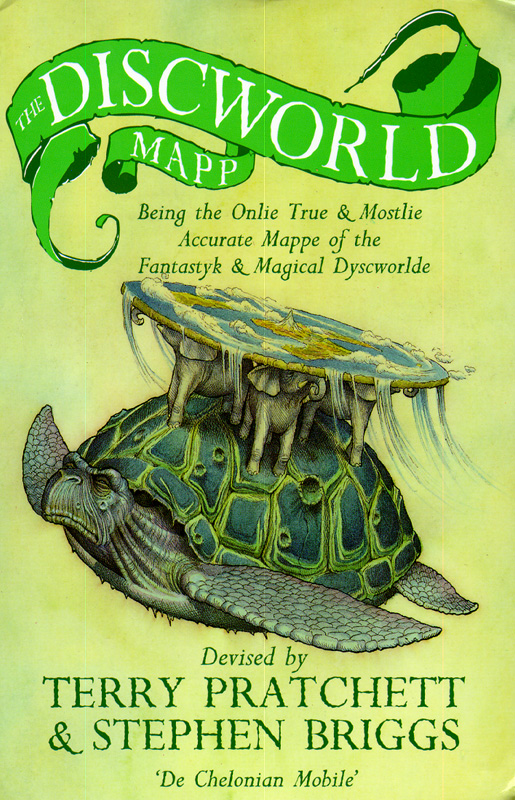 THE DISCWORLD
MAPP
Being the Onlie True & Mostlie
Accurate Mappe of the
Fantastyk & Magical Dyscworlde
Devised by
TERRY PRATCHETT
& STEPHEN BRIGGS
'De Chelonian Mobile'